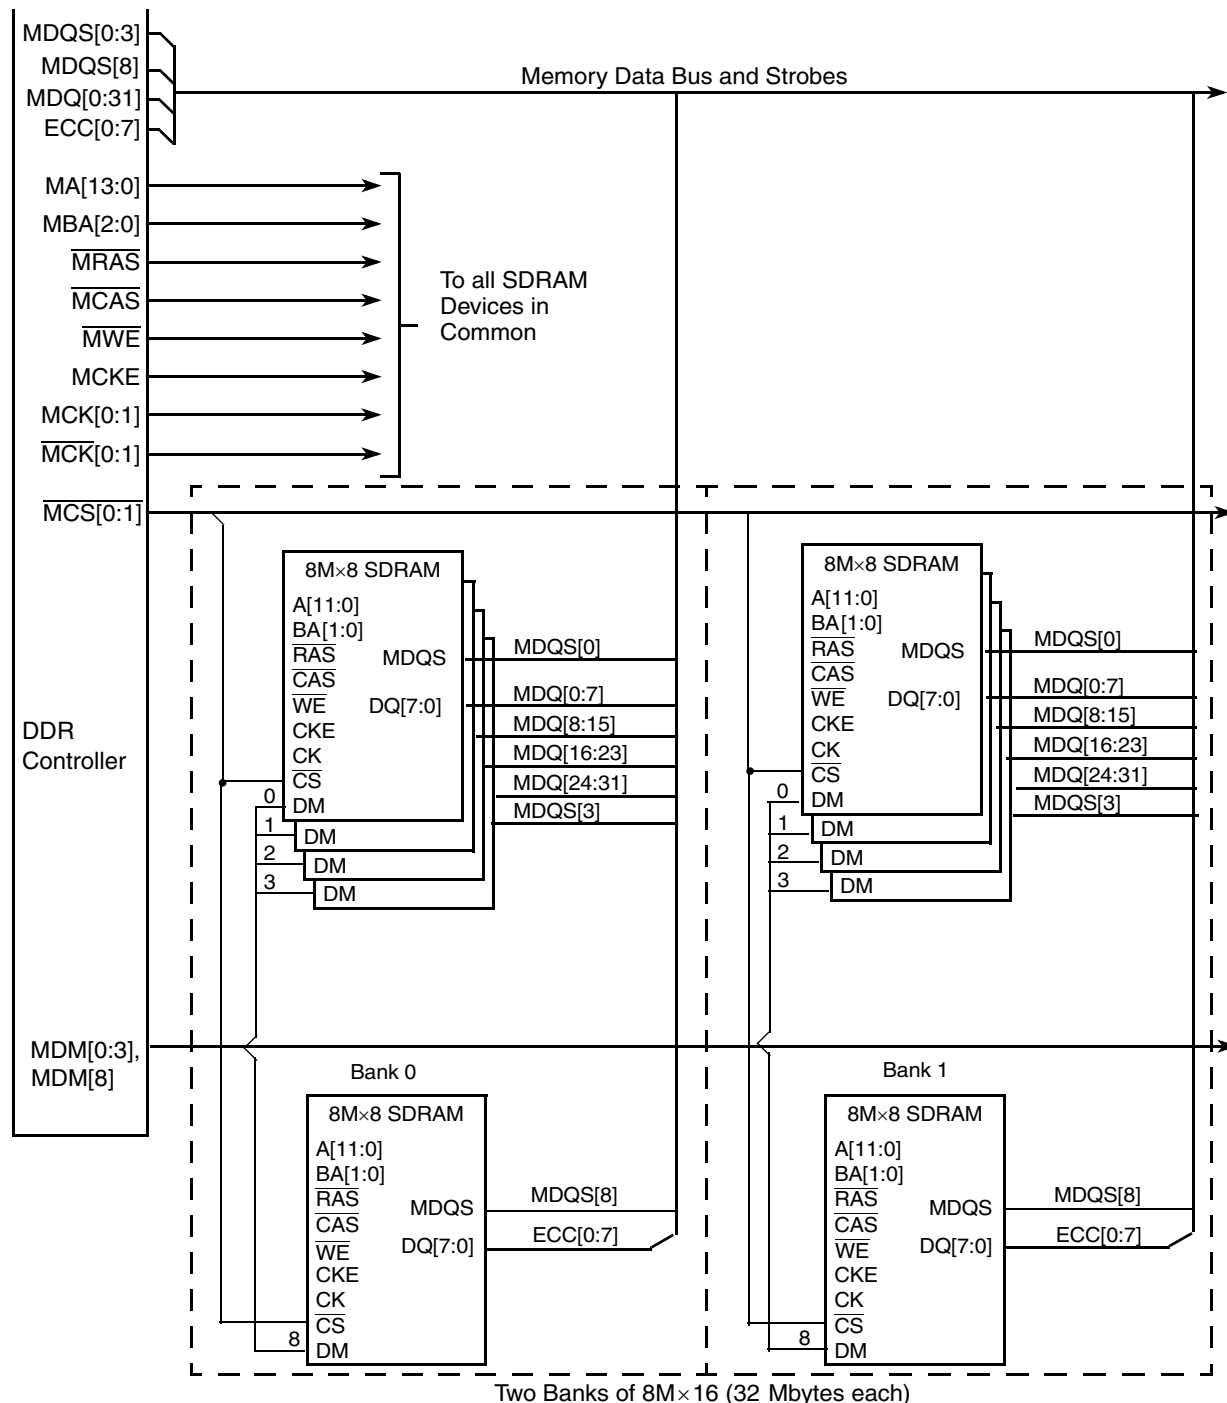 MDQS[0:3]
MDQS[8]
MDQ[0:31]
ECC[0:7]
Memory Data Bus and Strobes
MA[13:0]
MBA[2:0]
MRAS
MCAS
MWE
MCKE
MCK[0:1]
MCK[0:1]
To all SDRAM
Devices in
Common
MCS[0:1]
DDR
Controller
MDM[0:3],
MDM[8]
8M×8 SDRAM
A[11:0]
BA[1:0]
RAS
CAS
WE
CKE
CK
CS
DM
MDQS
DQ[7:0]
0
1
2
3
DM
DM
DM
MDQS[0]
MDQ[0:7]
MDQ[8:15]
MDQ[16:23]
MDQ[24:31]
MDQS[3]
8M×8 SDRAM
A[11:0]
BA[1:0]
RAS
CAS
WE
CKE
CK
CS
DM
MDQS
DQ[7:0]
0
1
2
3
DM
DM
DM
MDQS[0]
MDQ[0:7]
MDQ[8:15]
MDQ[16:23]
MDQ[24:31]
MDQS[3]
Bank 0
8M×8 SDRAM
A[11:0]
BA[1:0]
RAS
CAS
WE
CKE
CK
CS
DM
8
MDQS
DQ[7:0]
MDQS[8]
ECC[0:7]
Bank 1
8M×8 SDRAM
A[11:0]
BA[1:0]
RAS
CAS
WE
CKE
CK
CS
DM
8
MDQS
DQ[7:0]
MDQS[8]
ECC[0:7]
Two Banks of 8M×16 (32 Mbytes each)